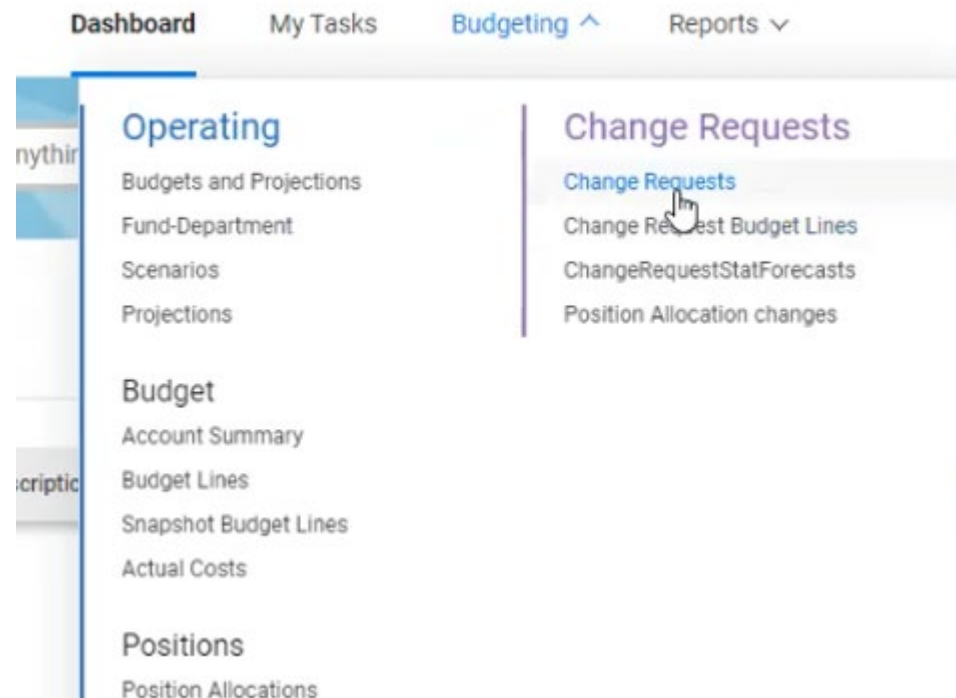 Dashboard My Tasks Budgeting Reports
Operating
Budgets and Projections
Fund-Department
Scenarios
Projections
Budget
Account Summary
Budget Lines
Snapshot Budget Lines
Actual Costs
Positions
Position Allocations
Change Requests
Change Requests
Change Request Budget Lines
ChangeRequestStatForecasts
Position Allocation changes